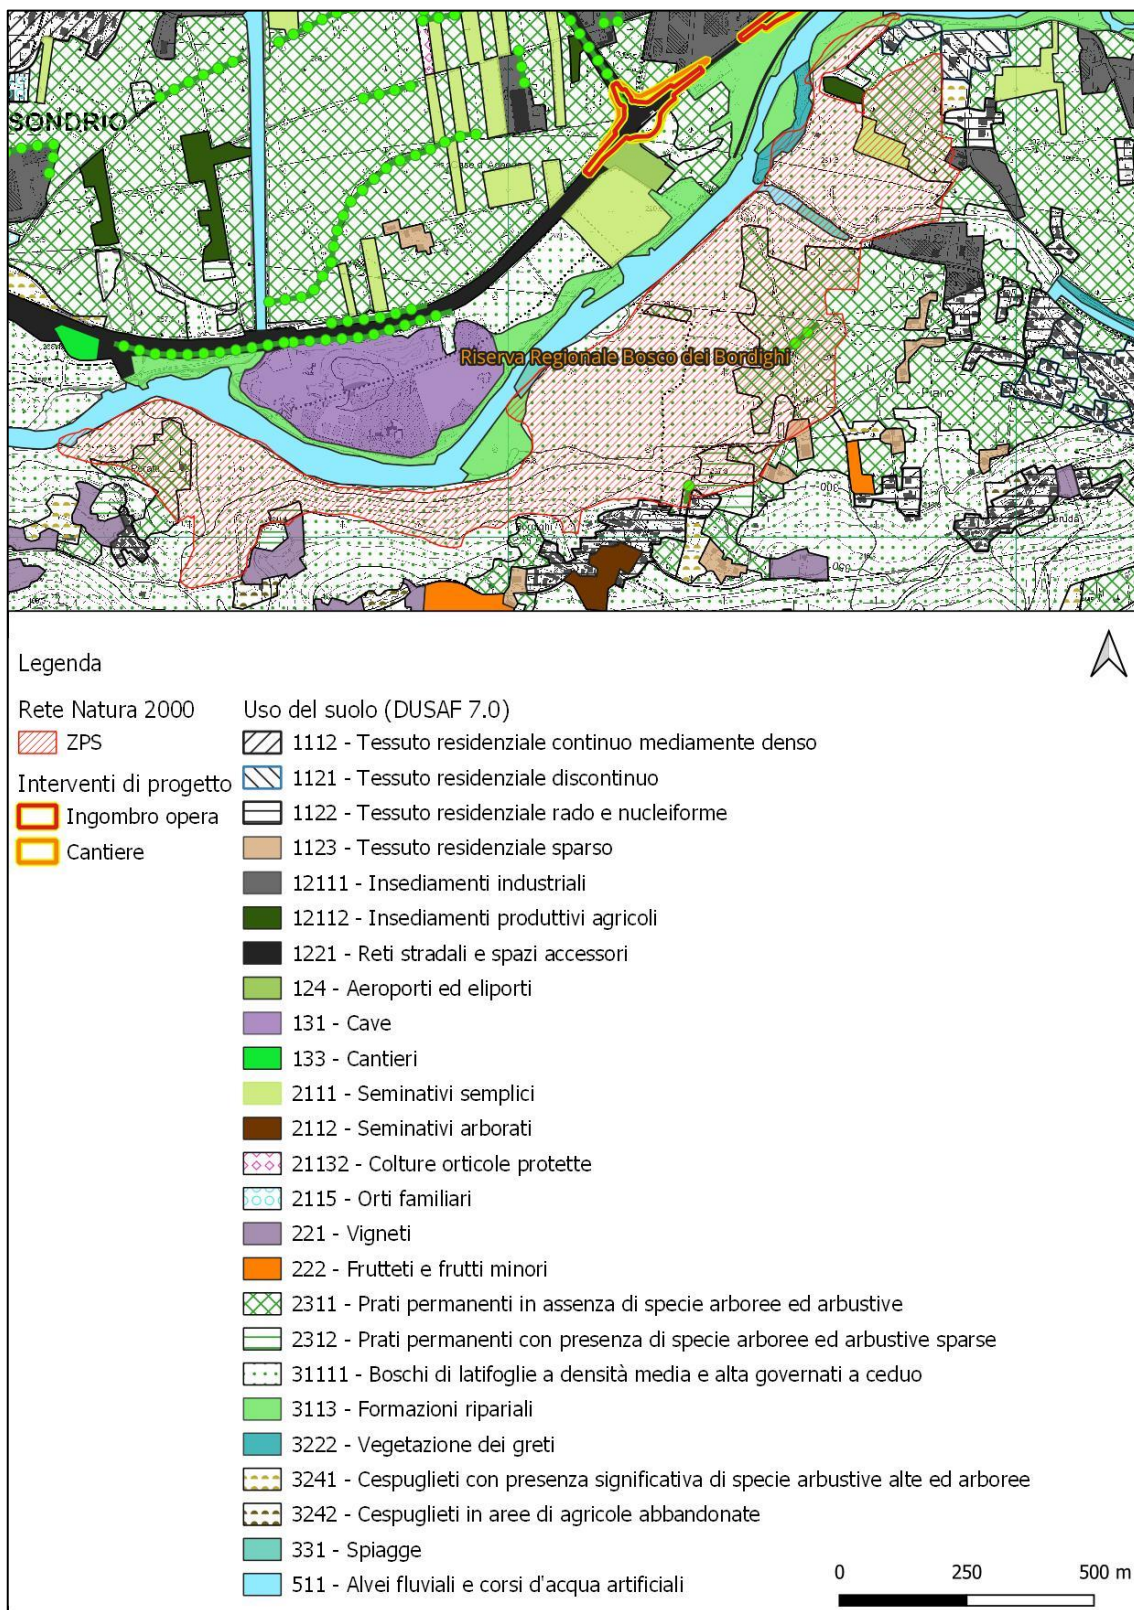 SONDRIO
Riserva Regionale Bosco dei Bordighi
Piano
Legenda
Rete Natura 2000
ZPS
Interventi di progetto
Ingombro opera
Cantiere
Uso del suolo (DUSAF 7.0)
1112 - Tessuto residenziale continuo mediamente denso
1121 - Tessuto residenziale discontinuo
1122 - Tessuto residenziale rado e nucleiforme
1123 - Tessuto residenziale sparso
12111 - Insediamenti industriali
12112 - Insediamenti produttivi agricoli
1221 - Reti stradali e spazi accessori
124 - Aeroporti ed eliporti
131 - Cave
133 - Cantieri
2111 - Seminativi semplici
2112 - Seminativi arborati
21132 - Colture orticole protette
2115 - Orti familiari
221 - Vigneti
222 - Frutteti e frutti minori
2311 - Prati permanenti in assenza di specie arboree ed arbustive
2312 - Prati permanenti con presenza di specie arboree ed arbustive sparse
31111 - Boschi di latifoglie a densità media e alta governati a ceduo
3113 - Formazioni ripariali
3222 - Vegetazione dei greti
3241 - Cespuglieti con presenza significativa di specie arbustive alte ed arboree
3242 - Cespuglieti in aree di agricole abbandonate
331 - Spiagge
511 - Alvei fluviali e corsi d'acqua artificiali
0 250 500 m